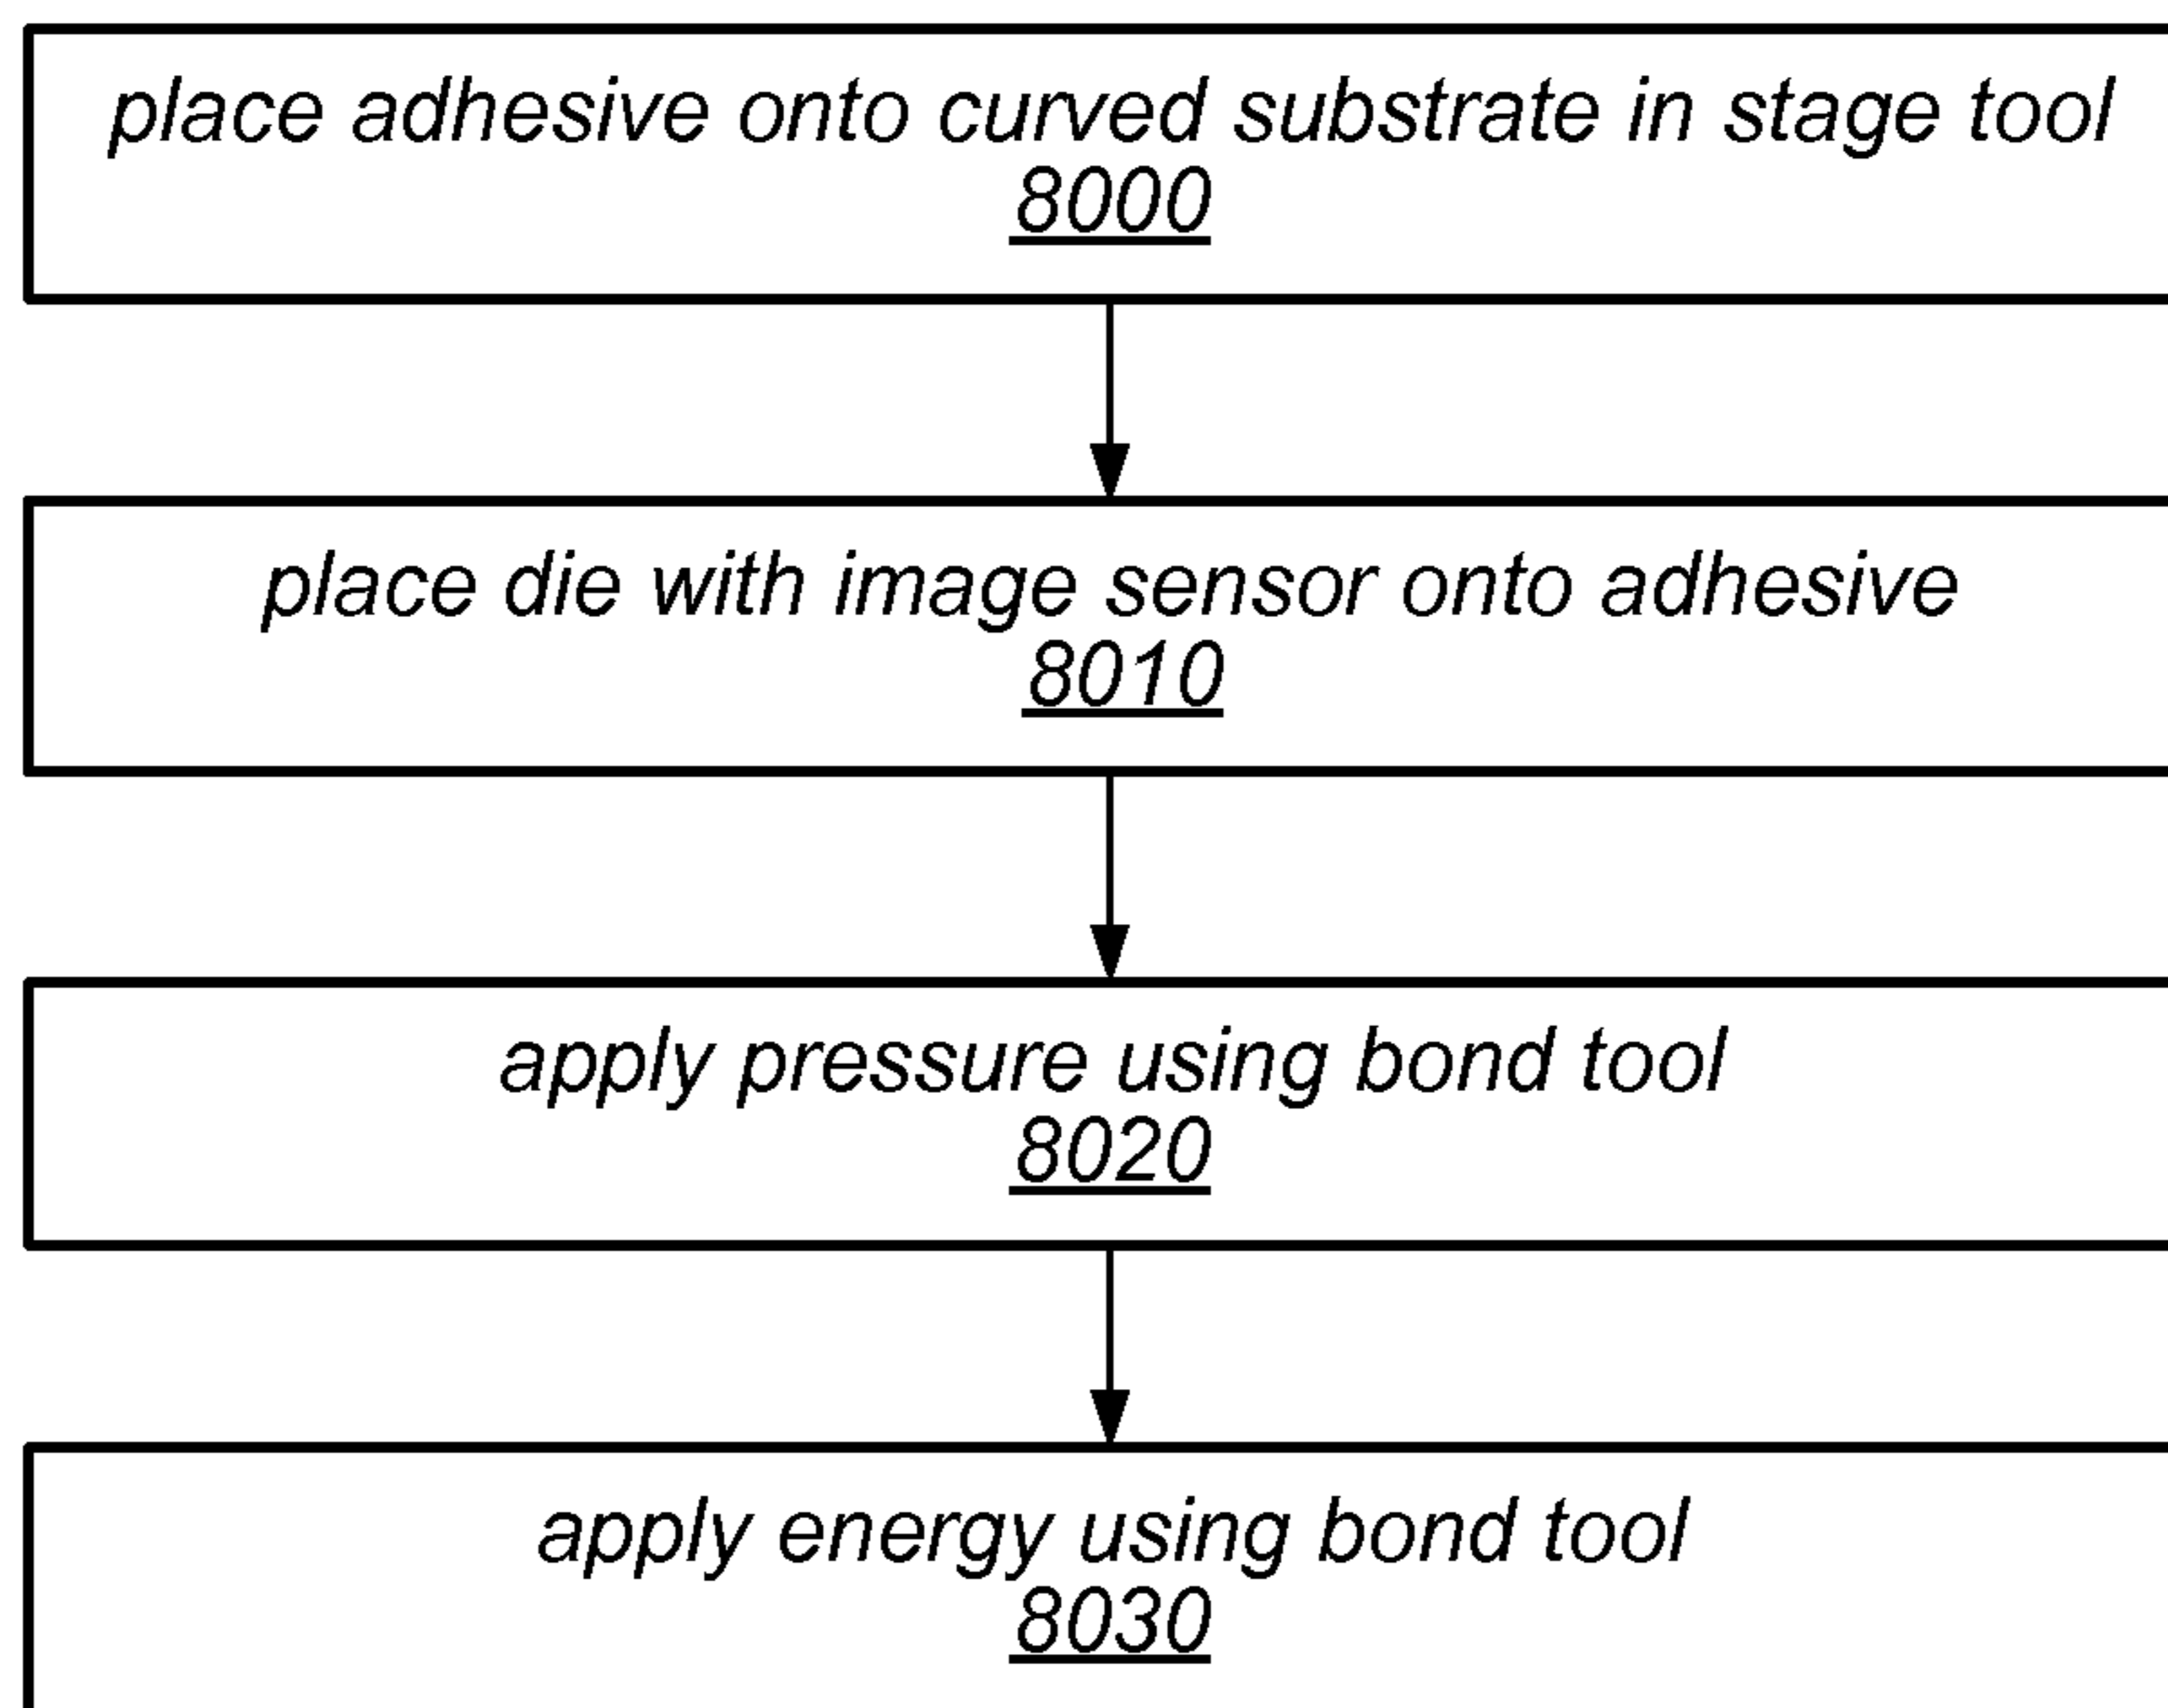 place adhesive onto curved substrate in stage tool
8000
place die with image sensor onto adhesive
8010
apply pressure using bond tool
8020
apply energy using bond tool
8030